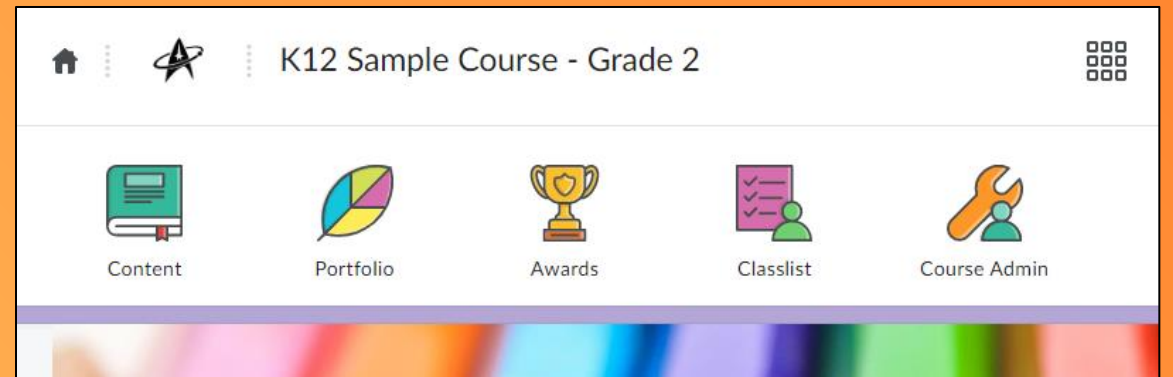 K12 Sample Course - Grade 2
Content Portfolio Awards Classlist Course Admin